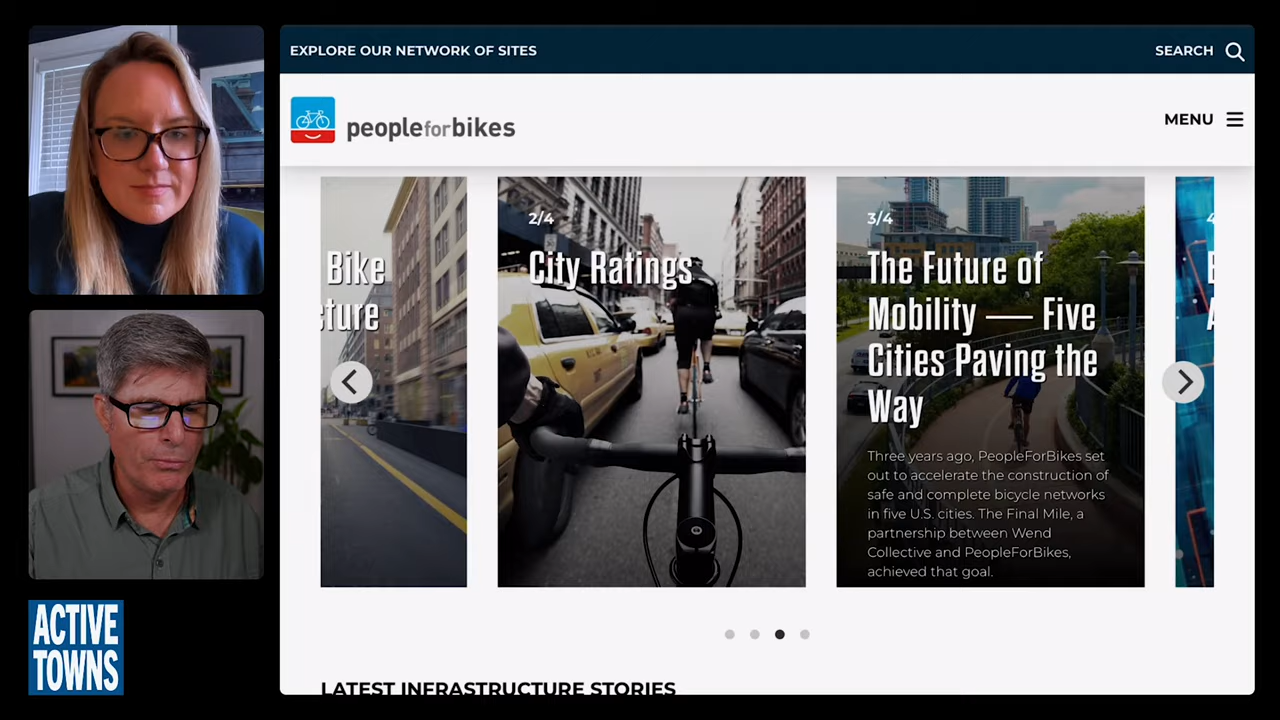 EXPLORE OUR NETWORK OF SITES
SEARCH
peopleforbikes
MENU
Bike
2/4
City Ratings
3/4
The Future of
Mobility — Five
Cities Paving the
Way
Three years ago, PeopleForBikes set
out to accelerate the construction of
safe and complete bicycle networks
in five U.S. cities. The Final Mile, a
partnership between Wend
Collective and PeopleForBikes,
achieved that goal.
LATEST INFRASTRUCTURE STORIES
ACTIVE
TOWNS